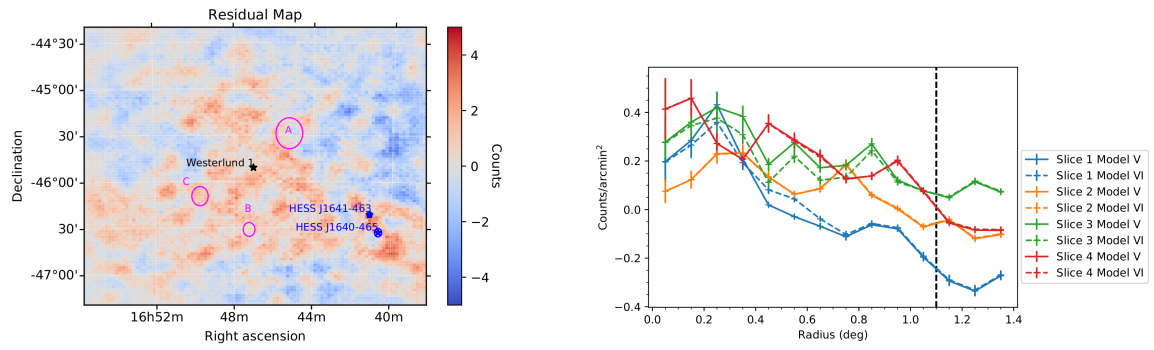 Residual Map
Declination
-44°30'
-45°00'
30'
-46°00'
30'
-47°00'
A
Westerlund 1
C
B
HESS J1641-463
HESS J1640-465
16h52m
48m
44m
40m
Right ascension
4
2
0
−2
−4
Counts
Counts/arcmin²
0.4
0.2
0.0
−0.2
−0.4
0.0
0.2
0.4
0.6
0.8
1.0
1.2
1.4
Radius (deg)
Slice 1 Model V
Slice 1 Model VI
Slice 2 Model V
Slice 2 Model VI
Slice 3 Model V
Slice 3 Model VI
Slice 4 Model V
Slice 4 Model VI